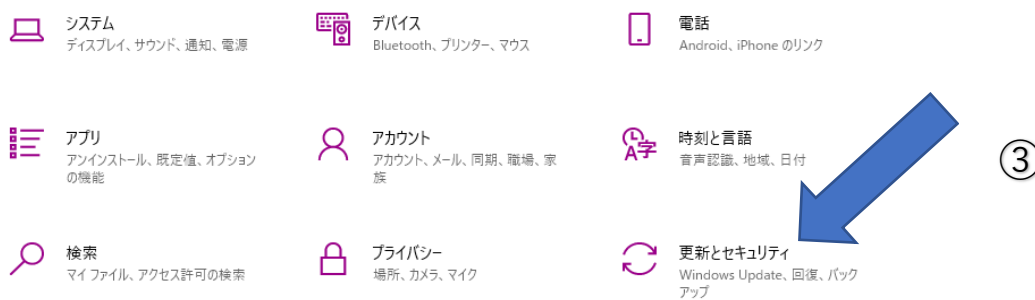 システム
ディスプレイ、サウンド、通知、電源
デバイス
Bluetooth、プリンター、マウス
電話
Android、iPhone のリンク
アプリ
アンインストール、既定値、オプション
の機能
アカウント
アカウント、メール、同期、職場、家
族
時刻と言語
音声認識、地域、日付
③
検索
マイ ファイル、アクセス許可の検索
プライバシー
場所、カメラ、マイク
更新とセキュリティ
Windows Update、回復、バック
アップ